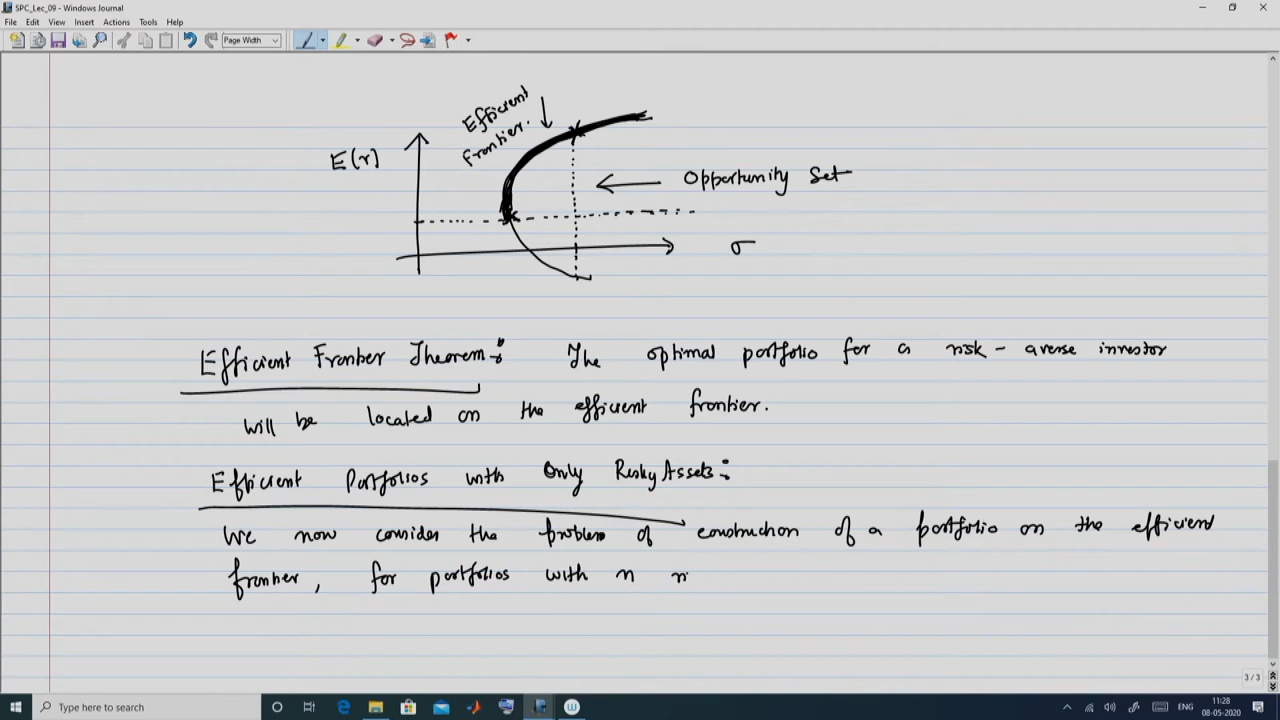 SPC_Lec_09 - Windows Journal
File Edit View Insert Actions Tools Help
Page Width
Efficient
frontier.
E(r)
Opportunity Set
σ
Efficient Frontier Theorem: The optimal portfolio for a risk-averse investor
will be located on the efficient frontier.
Efficient Portfolios with Only Risky Assets:
We now consider the problem of construction of a portfolio on the efficient
frontier, for portfolios with n ri
3 / 3
Type here to search
ENG
11:28
08-05-2020